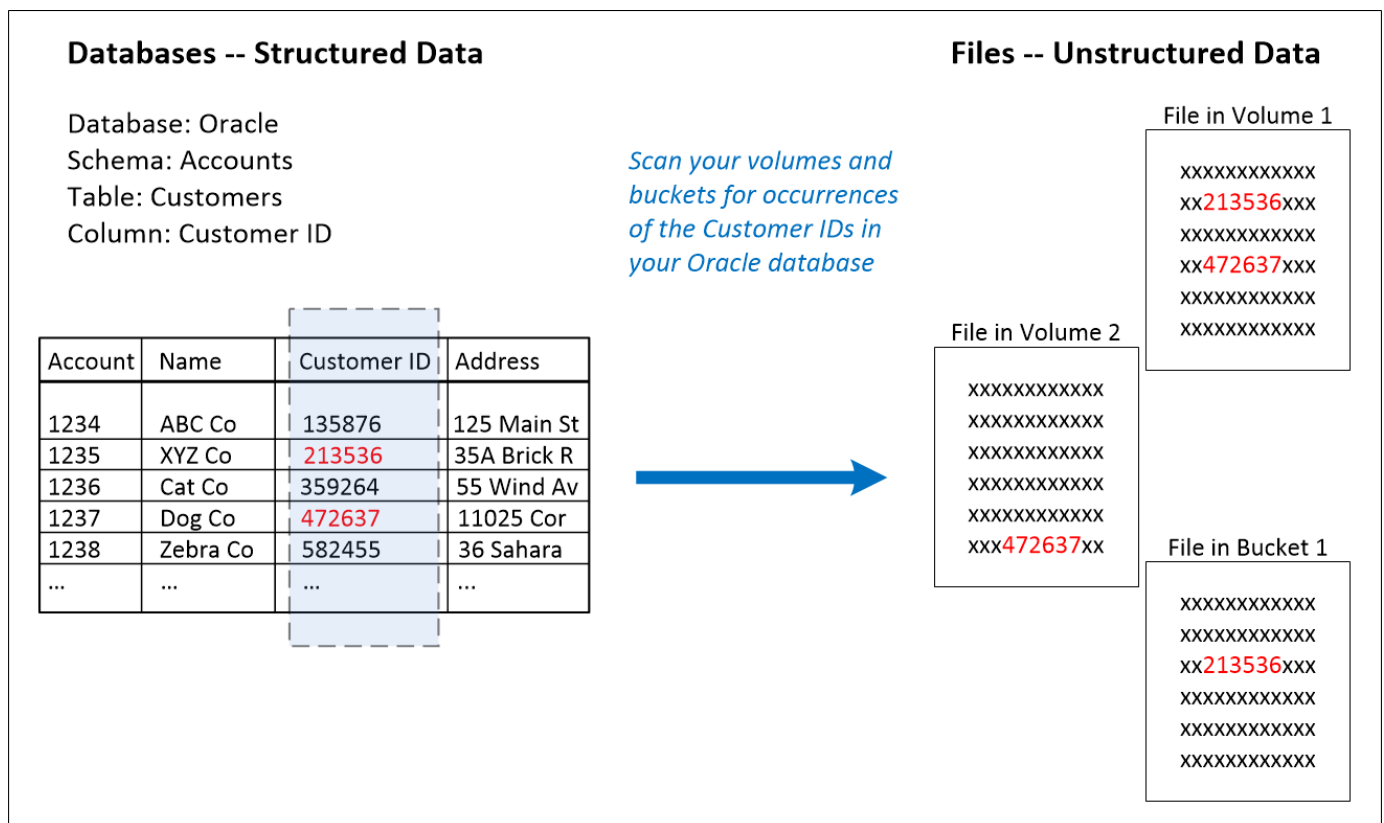 Databases -- Structured Data
Database: Oracle
Schema: Accounts
Table: Customers
Column: Customer ID
Scan your volumes and
buckets for occurrences
of the Customer IDs in
your Oracle database
Account Name Customer ID Address
1234 ABC Co 135876 125 Main St
1235 XYZ Co 213536 35A Brick R
1236 Cat Co 359264 55 Wind Av
1237 Dog Co 472637 11025 Cor
1238 Zebra Co 582455 36 Sahara
... ... ... ...
Files -- Unstructured Data
File in Volume 1
xxxxxxxxxxxx
xx213536xxx
xxxxxxxxxxxx
xx472637xxx
xxxxxxxxxxxx
xxxxxxxxxxxx
File in Volume 2
xxxxxxxxxxxx
xxxxxxxxxxxx
xxxxxxxxxxxx
xxxxxxxxxxxx
xxxxxxxxxxxx
xxx472637xx
File in Bucket 1
xxxxxxxxxxxx
xxxxxxxxxxxx
xx213536xxx
xxxxxxxxxxxx
xxxxxxxxxxxx
xxxxxxxxxxxx